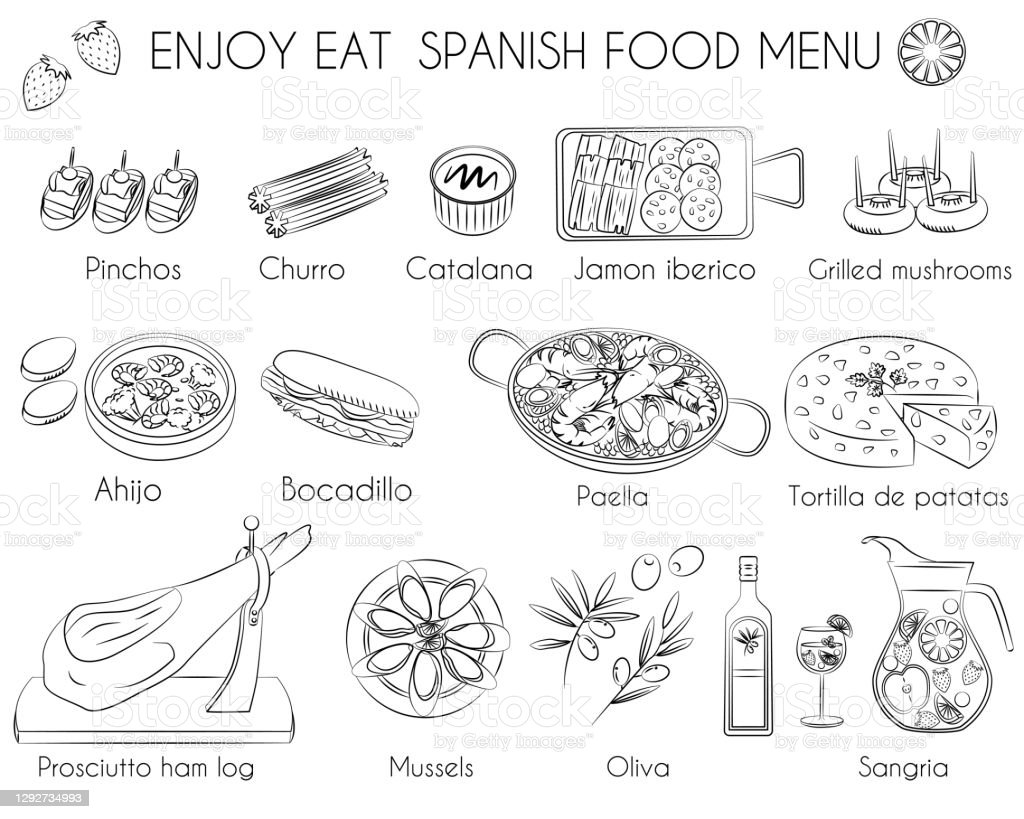 ENJOY EAT SPANISH FOOD MENU
Pinchos Churro Catalana Jamon iberico Grilled mushrooms
Ahijo Bocadillo Paella Tortilla de patatas
Prosciutto ham log Mussels Oliva Sangria
iStock
by Getty Images™
1292734993